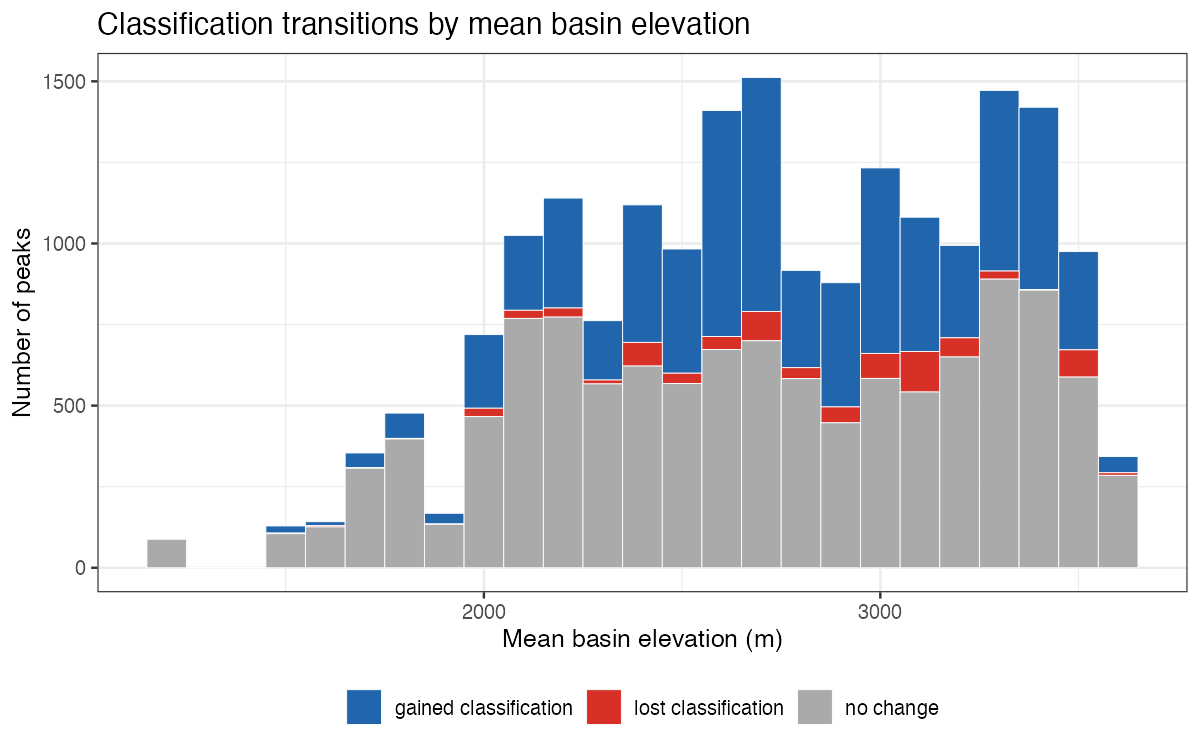 Classification transitions by mean basin elevation
Number of peaks
1500
1000
500
0
2000 3000
Mean basin elevation (m)
gained classification lost classification no change